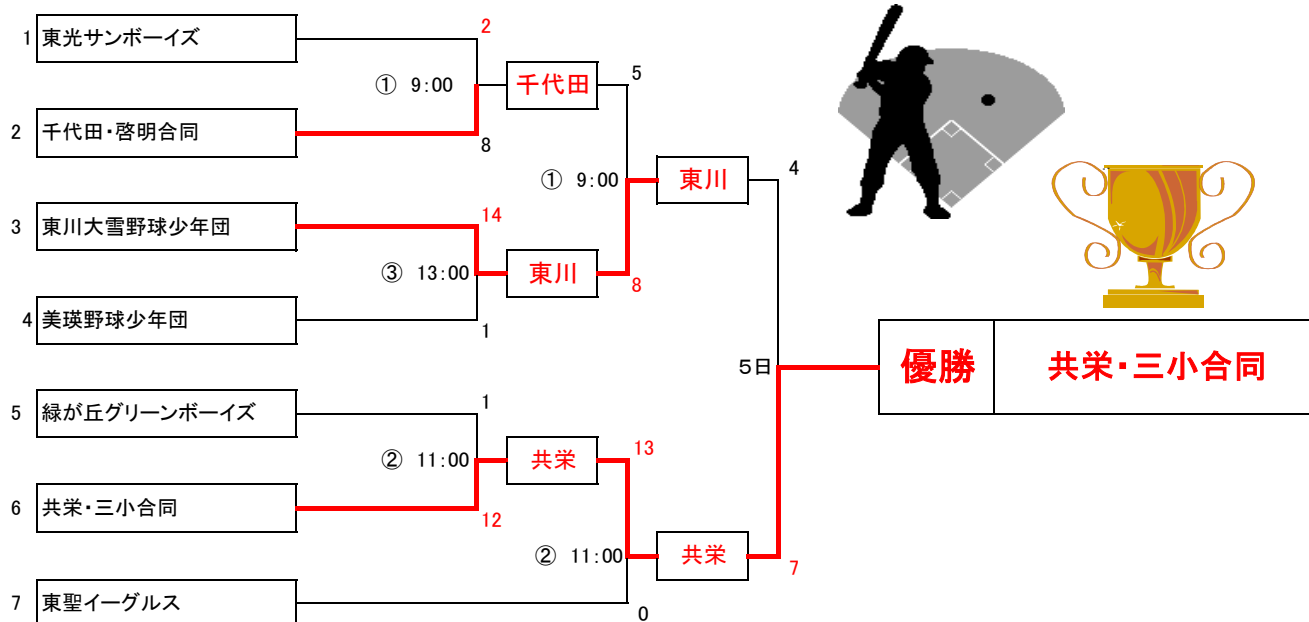 1 東光サンボーイズ
2
① 9:00
千代田
5
2 千代田・啓明合同
8
① 9:00
東川
4
3 東川大雪野球少年団
14
③ 13:00
東川
8
4 美瑛野球少年団
1
5日
優勝 共栄・三小合同
5 緑が丘グリーンボーイズ
1
② 11:00
共栄
13
6 共栄・三小合同
12
② 11:00
共栄
7
7 東聖イーグルス
0